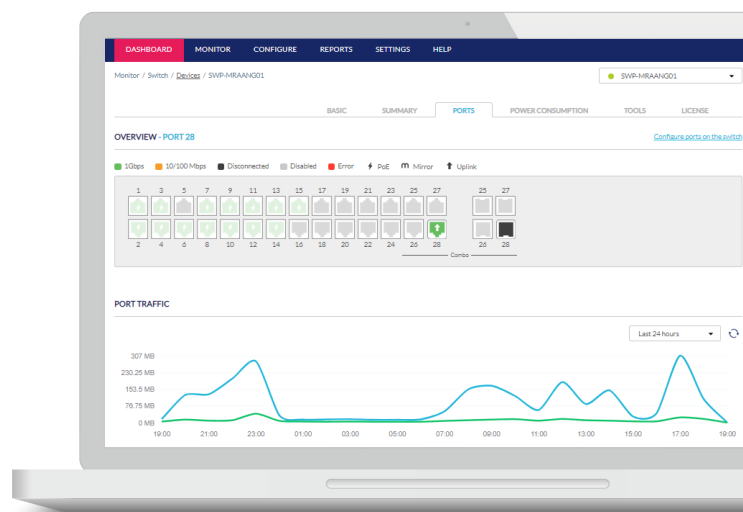 DASHBOARD MONITOR CONFIGURE REPORTS SETTINGS HELP
Monitor / Switch / Devices / SWP-MRAANG01 SWP-MRAANG01
BASIC SUMMARY PORTS POWER CONSUMPTION TOOLS LICENSE
OVERVIEW - PORT 28 Configure ports on the switch
1Gbps 10/100 Mbps Disconnected Disabled Error PoE Mirror Uplink
1 3 5 7 9 11 13 15 17 19 21 23 25 27 25 27
2 4 6 8 10 12 14 16 18 20 22 24 26 28 26 28
Combo
PORT TRAFFIC
Last 24 hours
307 MB
230.25 MB
153.5 MB
76.75 MB
0 MB
19:00 21:00 23:00 01:00 03:00 05:00 07:00 09:00 11:00 13:00 15:00 17:00 19:00